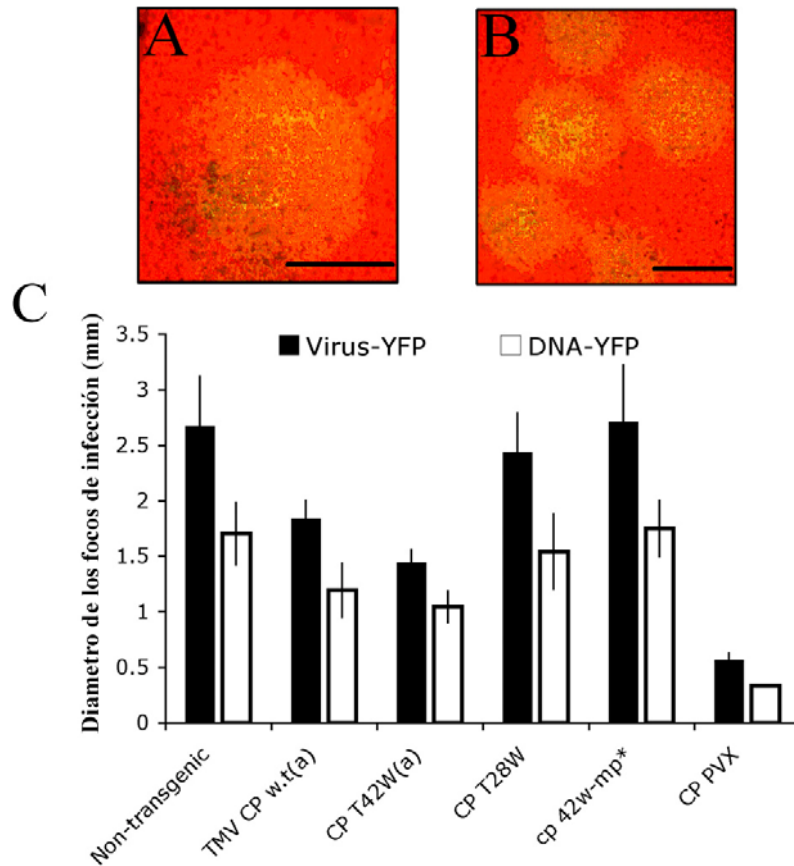 A
B
C
Diametro de los focos de infección (mm)
3.5
3
2.5
2
1.5
1
0.5
0
Virus-YFP
DNA-YFP
Non-transgenic
TMV CP w.t(a)
CP T42W(a)
CP T28W
cp 42w-mp*
CP PVX